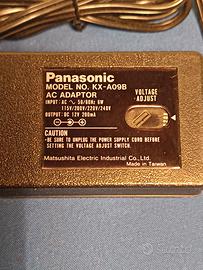 Panasonic
MODEL NO. KX-A09B
AC ADAPTOR
INPUT: AC ∿ 50/60Hz 6W
115V/200V/220V/240V
OUTPUT: DC 12V 200mA
VOLTAGE
ADJUST
CAUTION
•BE SURE TO UNPLUG THE POWER SUPPLY CORD BEFORE
SETTING THE VOLTAGE ADJUST SWITCH.
Matsushita Electric Industrial Co., Ltd.
Made in Taiwan